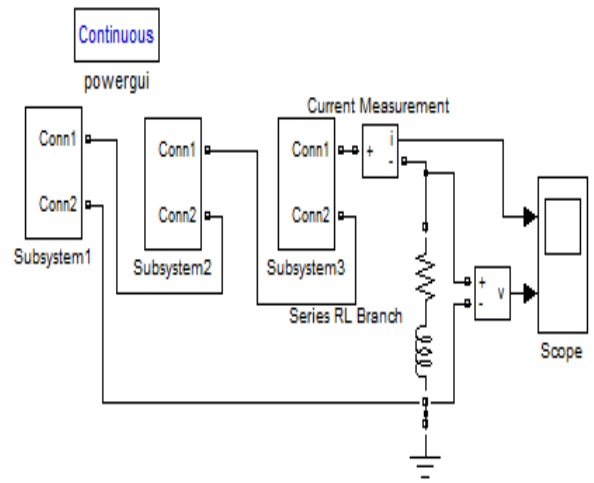 Continuous
powergui
Current Measurement
Conn1
Conn2
Subsystem1
Conn1
Conn2
Subsystem2
Conn1
Conn2
Subsystem3
+
i
-
Series RL Branch
+
-
v
Scope